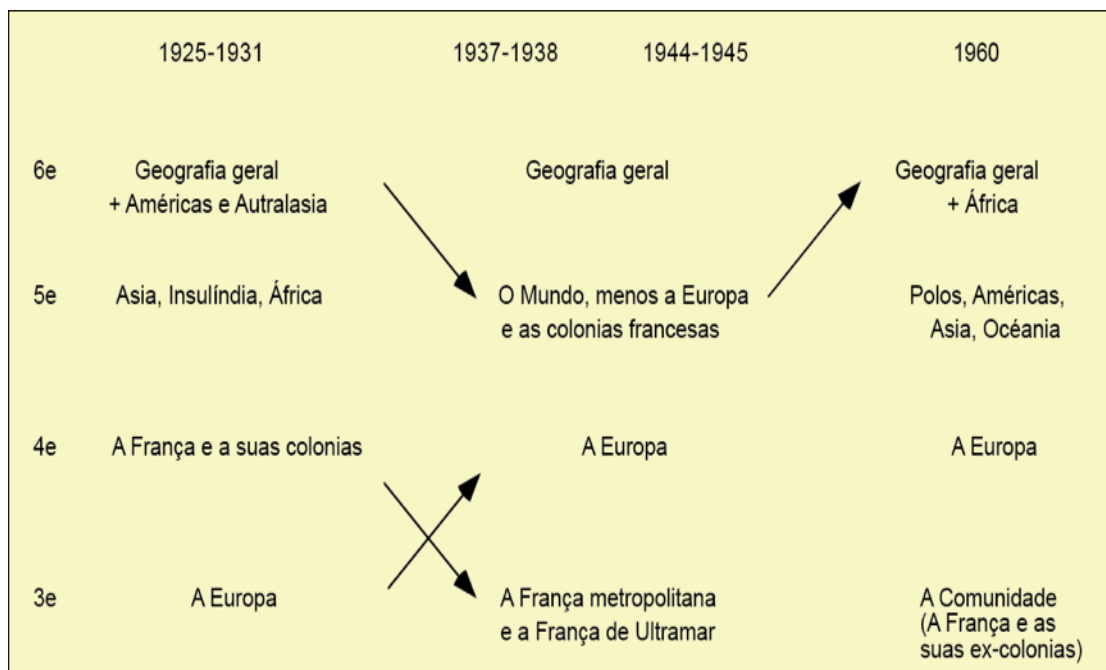 1925-1931 1937-1938 1944-1945 1960
6e Geografia geral Geografia geral Geografia geral
+ Américas e Autralasia + África
5e Asia, Insulíndia, África O Mundo, menos a Europa Polos, Américas,
e as colonias francesas Asia, Océania
4e A França e a suas colonias A Europa A Europa
3e A Europa A França metropolitana A Comunidade
e a França de Ultramar (A França e as
suas ex-colonias)